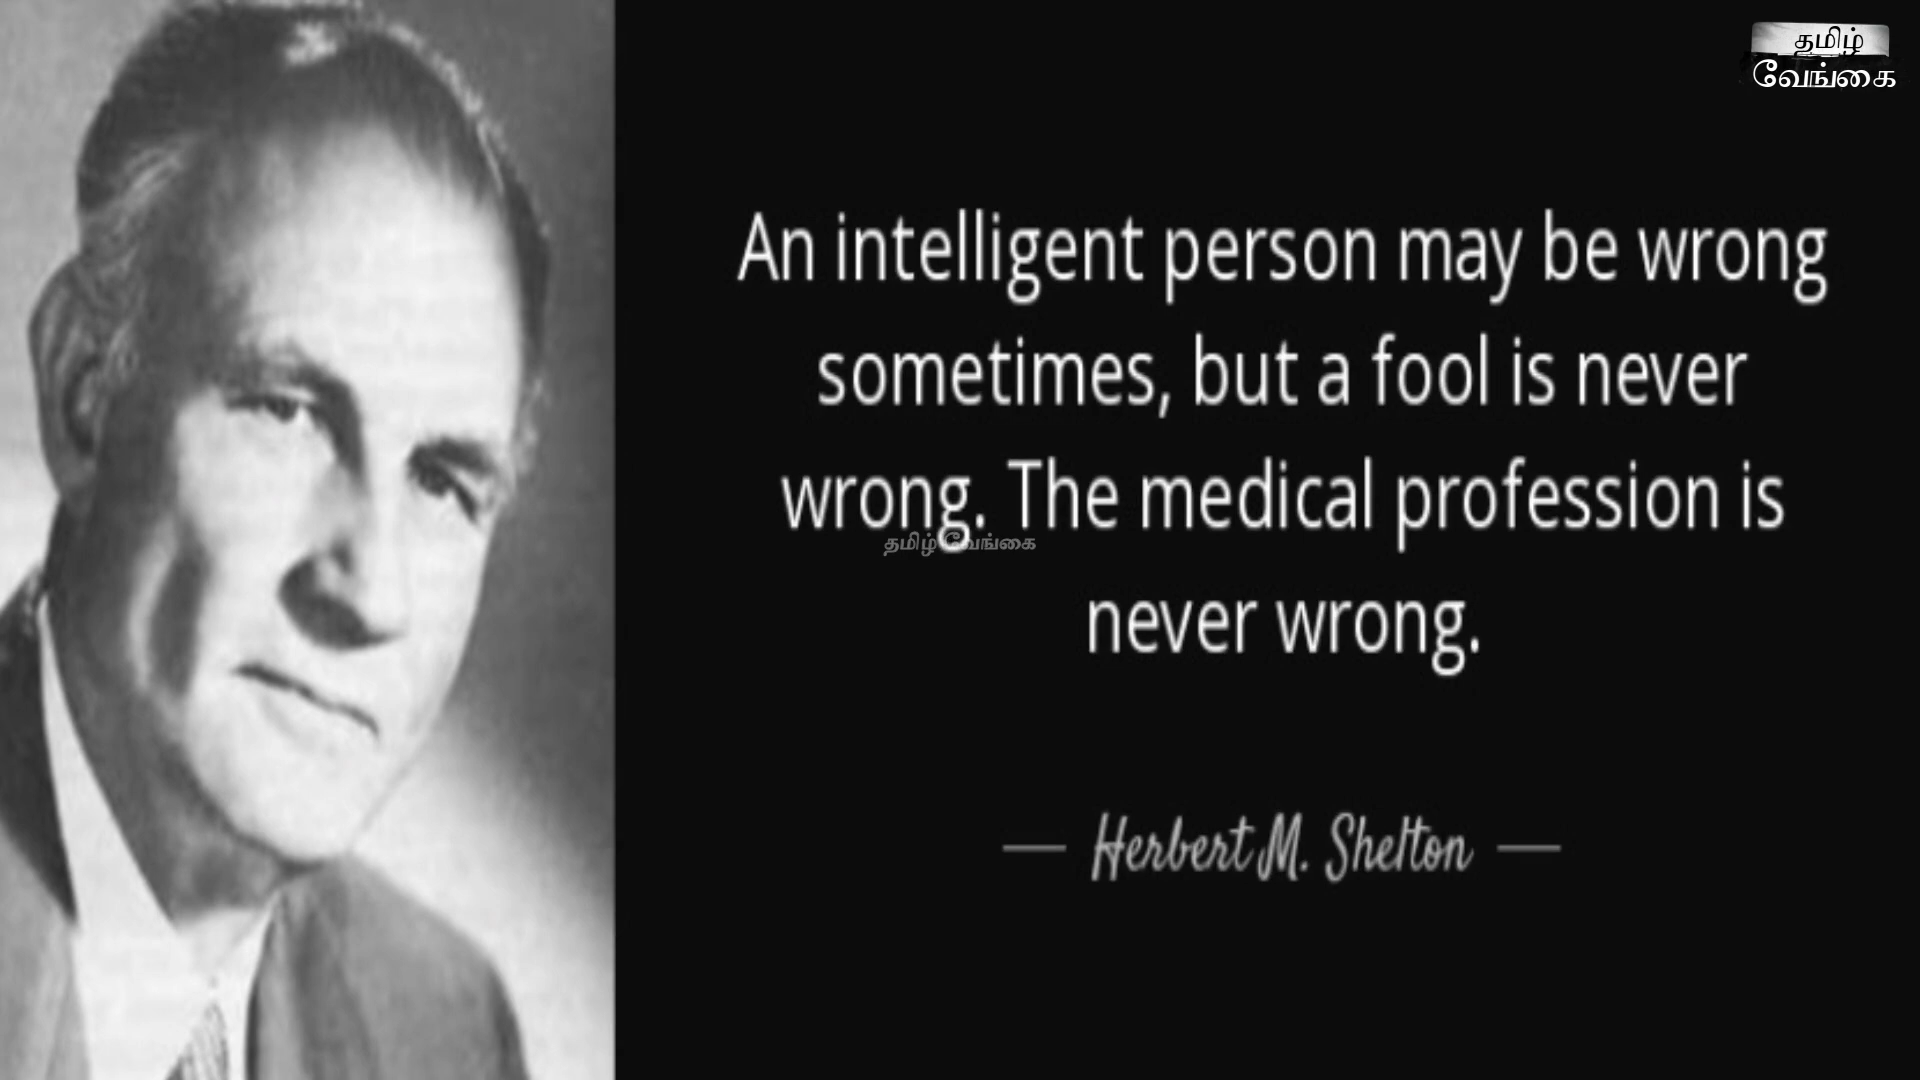 தமிழ்
வேங்கை
An intelligent person may be wrong
sometimes, but a fool is never
wrong. The medical profession is
தமிழ் வேங்கை
never wrong.
Herbert M. Shelton